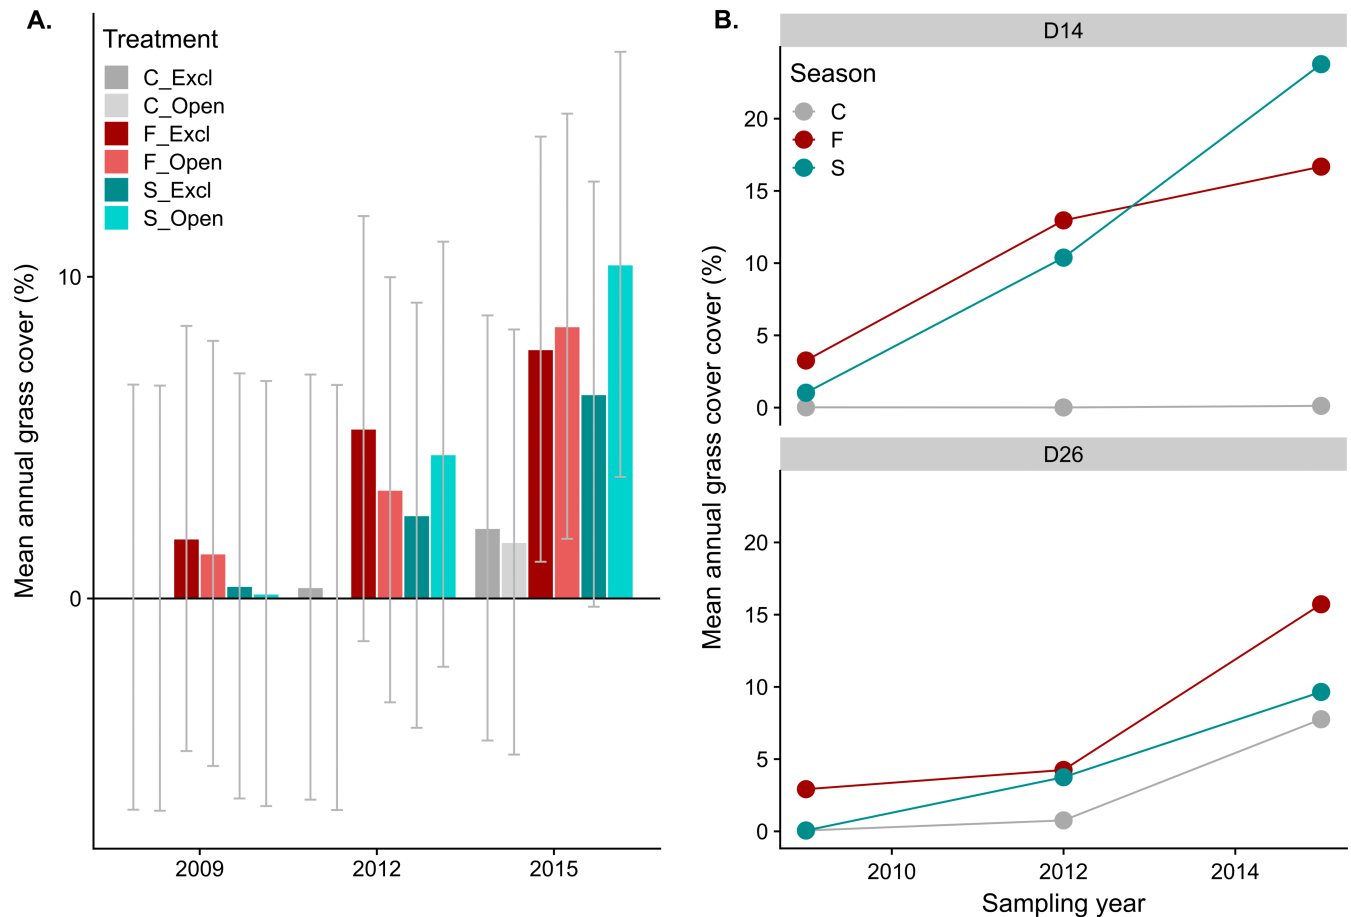 A.
Treatment
C_Excl
C_Open
F_Excl
F_Open
S_Excl
S_Open
Mean annual grass cover (%)
10
0
2009
2012
2015
B.
D14
Season
C
F
S
20
15
10
5
0
Mean annual grass cover cover (%)
D26
20
15
10
5
0
2010
2012
2014
Sampling year